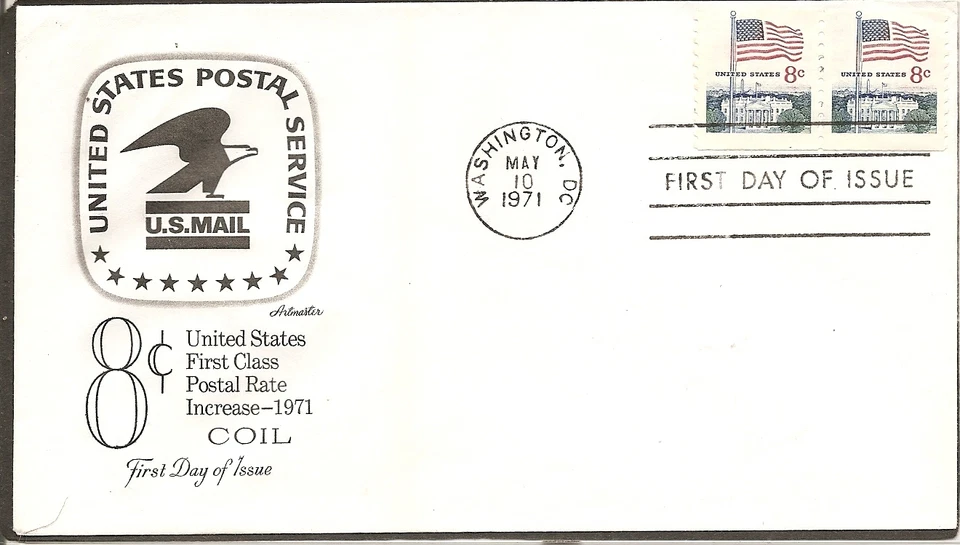 UNITED STATES POSTAL SERVICE
U.S.MAIL
Artmaster
8¢
United States
First Class
Postal Rate
Increase–1971
COIL
First Day of Issue
WASHINGTON, DC
MAY
10
1971
UNITED STATES 8c
UNITED STATES 8c
FIRST DAY OF ISSUE